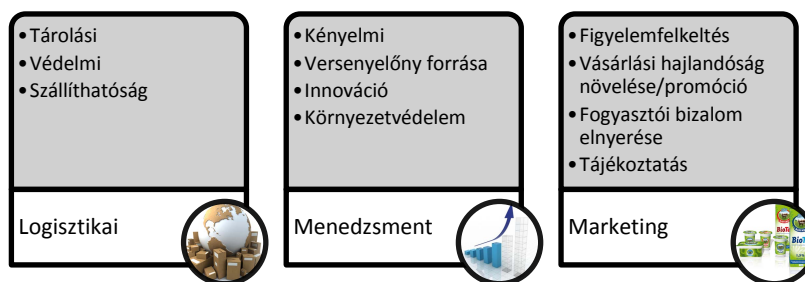 •Tárolási
•Védelmi
•Szállíthatóság
Logisztikai
•Kényelmi
•Versenyelőny forrása
•Innováció
•Környezetvédelem
Menedzsment
•Figyelemfelkeltés
•Vásárlási hajlandóság
növelése/promóció
•Fogyasztói bizalom
elnyerése
•Tájékoztatás
Marketing